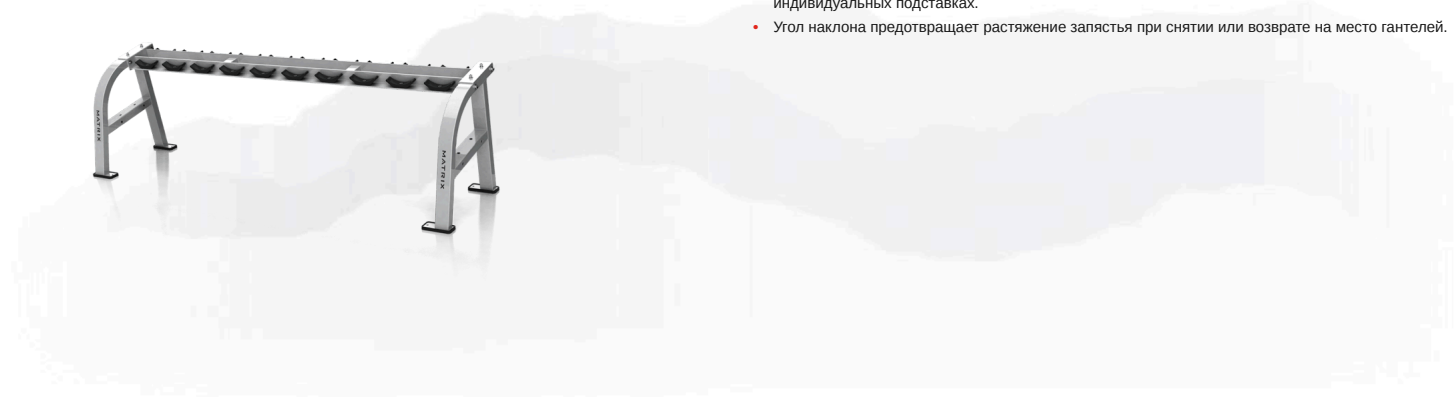 индивидуальных подставках.
• Угол наклона предотвращает растяжение запястья при снятии или возврате на место гантелей.
MATRIX
MATRIX